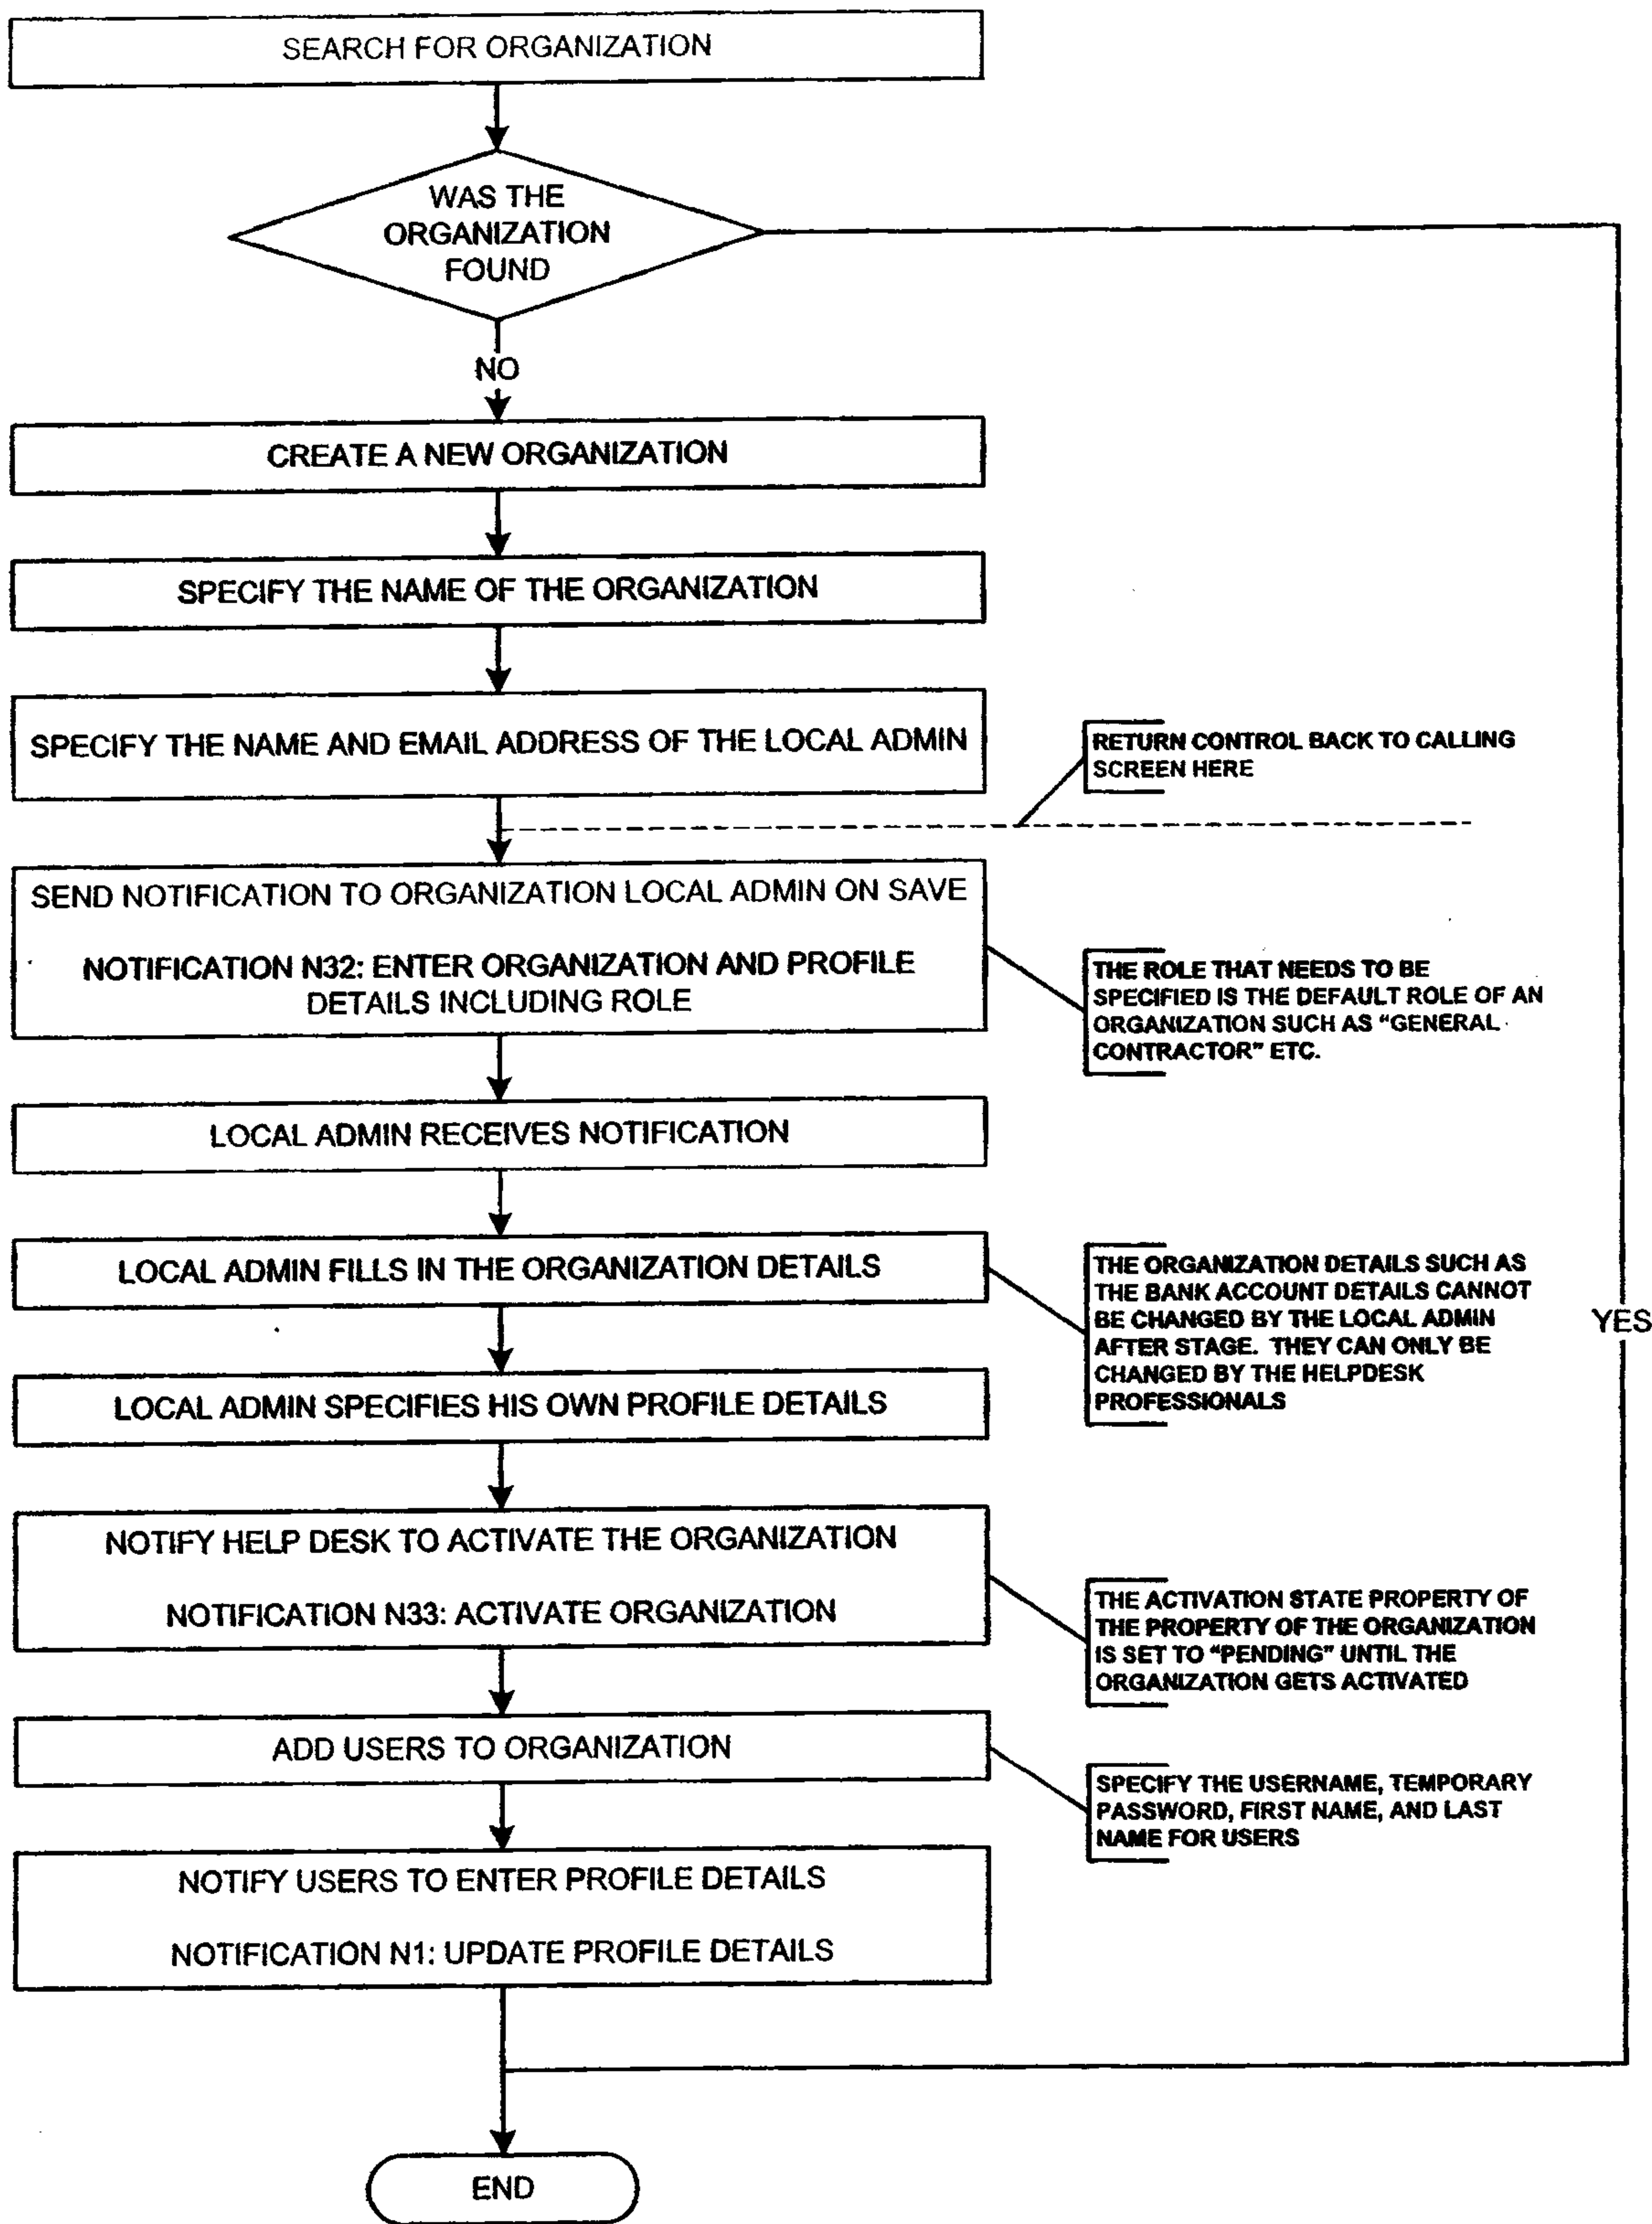 SEARCH FOR ORGANIZATION
WAS THE
ORGANIZATION
FOUND
NO
CREATE A NEW ORGANIZATION
SPECIFY THE NAME OF THE ORGANIZATION
SPECIFY THE NAME AND EMAIL ADDRESS OF THE LOCAL ADMIN
RETURN CONTROL BACK TO CALLING
SCREEN HERE
SEND NOTIFICATION TO ORGANIZATION LOCAL ADMIN ON SAVE
NOTIFICATION N32: ENTER ORGANIZATION AND PROFILE
DETAILS INCLUDING ROLE
THE ROLE THAT NEEDS TO BE
SPECIFIED IS THE DEFAULT ROLE OF AN
ORGANIZATION SUCH AS "GENERAL
CONTRACTOR" ETC.
LOCAL ADMIN RECEIVES NOTIFICATION
LOCAL ADMIN FILLS IN THE ORGANIZATION DETAILS
THE ORGANIZATION DETAILS SUCH AS
THE BANK ACCOUNT DETAILS CANNOT
BE CHANGED BY THE LOCAL ADMIN
AFTER STAGE. THEY CAN ONLY BE
CHANGED BY THE HELPDESK
PROFESSIONALS
YES
LOCAL ADMIN SPECIFIES HIS OWN PROFILE DETAILS
NOTIFY HELP DESK TO ACTIVATE THE ORGANIZATION
NOTIFICATION N33: ACTIVATE ORGANIZATION
THE ACTIVATION STATE PROPERTY OF
THE PROPERTY OF THE ORGANIZATION
IS SET TO "PENDING" UNTIL THE
ORGANIZATION GETS ACTIVATED
ADD USERS TO ORGANIZATION
SPECIFY THE USERNAME, TEMPORARY
PASSWORD, FIRST NAME, AND LAST
NAME FOR USERS
NOTIFY USERS TO ENTER PROFILE DETAILS
NOTIFICATION N1: UPDATE PROFILE DETAILS
END